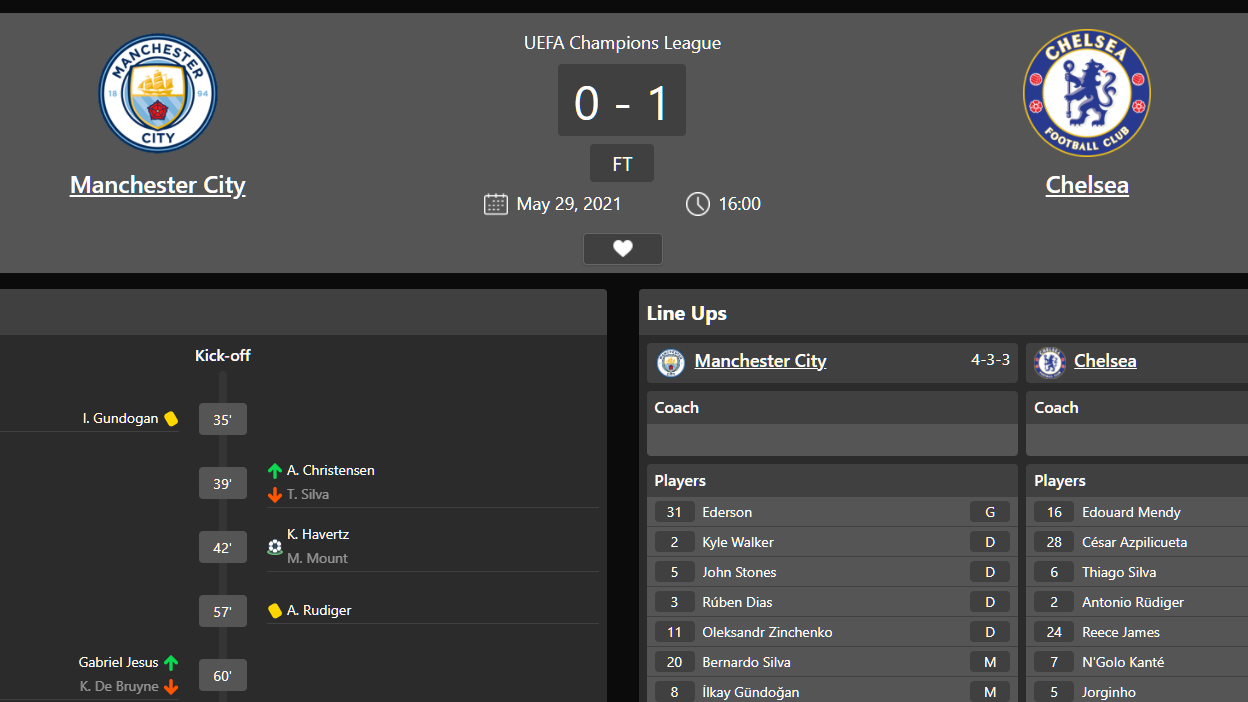 MANCHESTER
18 94
CITY
Manchester City
UEFA Champions League
0 - 1
FT
May 29, 2021
16:00
CHELSEA
FOOTBALL CLUB
Chelsea
Kick-off
I. Gundogan
35'
39'
A. Christensen
T. Silva
42'
K. Havertz
M. Mount
57'
A. Rudiger
Gabriel Jesus
K. De Bruyne
60'
Line Ups
Manchester City
4-3-3
Coach
Players
31 Ederson G
2 Kyle Walker D
5 John Stones D
3 Rúben Dias D
11 Oleksandr Zinchenko D
20 Bernardo Silva M
8 İlkay Gündoğan M
Chelsea
Coach
Players
16 Edouard Mendy
28 César Azpilicueta
6 Thiago Silva
2 Antonio Rüdiger
24 Reece James
7 N'Golo Kanté
5 Jorginho